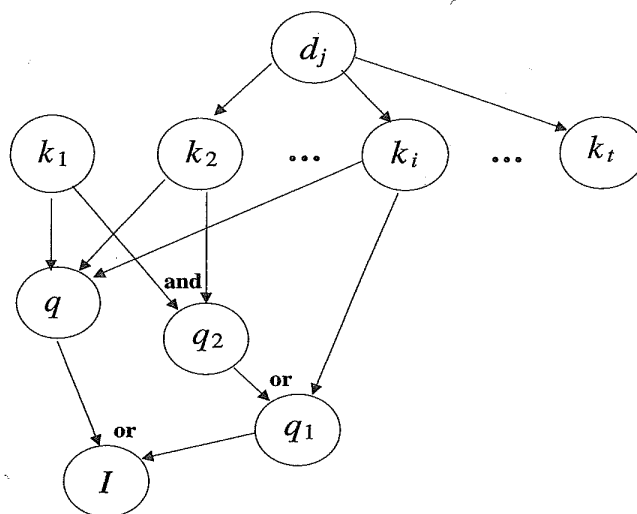 d_j
k_1 k_2 ... k_i ... k_t
q and
q_2
or
or q_1
I